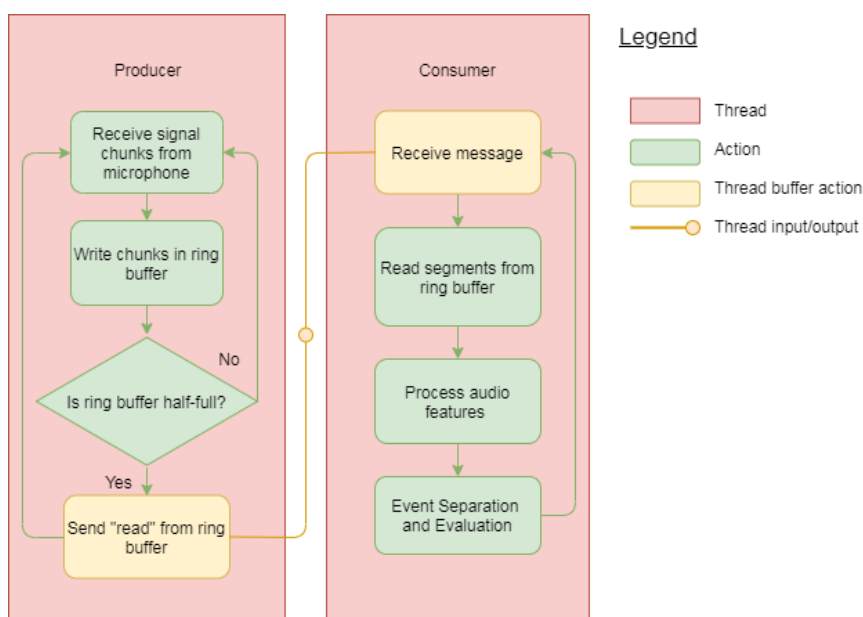 Producer
Receive signal
chunks from
microphone
Write chunks in ring
buffer
No
Is ring buffer half-full?
Yes
Send "read" from ring
buffer
Consumer
Receive message
Read segments from
ring buffer
Process audio
features
Event Separation
and Evaluation
Legend
Thread
Action
Thread buffer action
Thread input/output